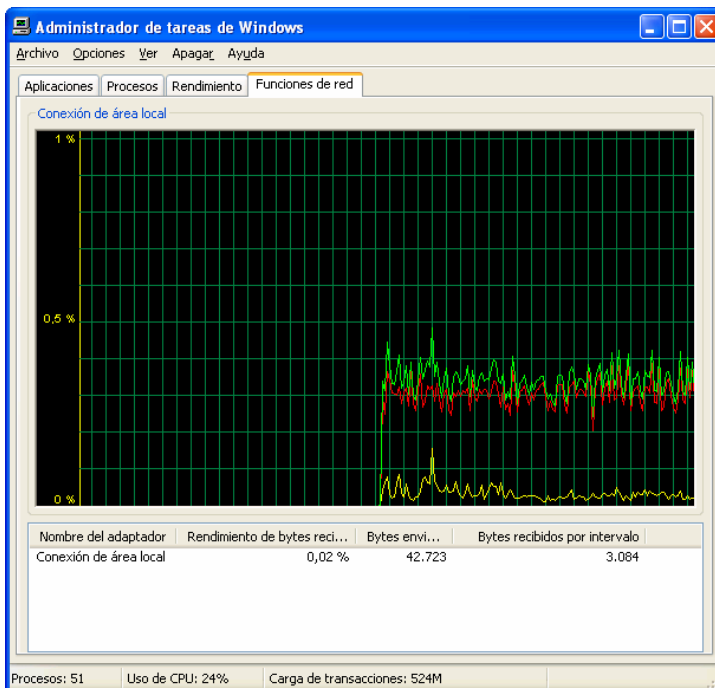 Administrador de tareas de Windows
Archivo Opciones Ver Apagar Ayuda
Aplicaciones Procesos Rendimiento Funciones de red
Conexión de área local
1 %
0,5 %
0 %
Nombre del adaptador Rendimiento de bytes reci... Bytes envi... Bytes recibidos por intervalo
Conexión de área local 0,02 % 42.723 3.084
Procesos: 51 Uso de CPU: 24% Carga de transacciones: 524M